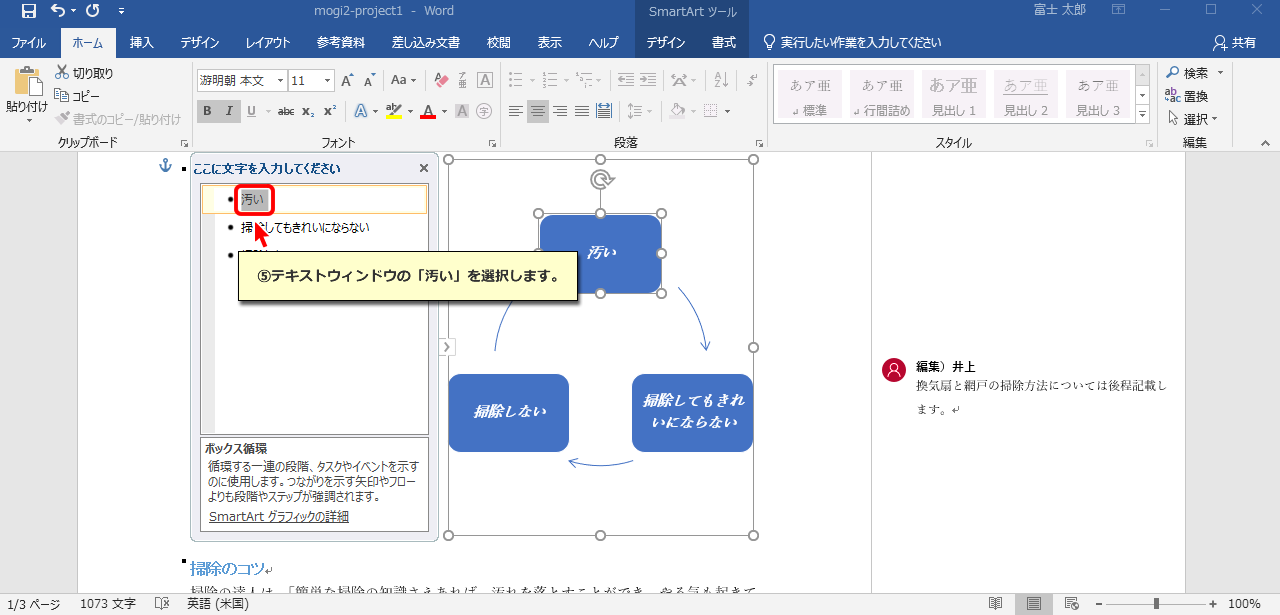 mogi2-project1 - Word
SmartArt ツール
富士 太郎
ファイル ホーム 挿入 デザイン レイアウト 参考資料 差し込み文書 校閲 表示 ヘルプ デザイン 書式 実行したい作業を入力してください 共有
貼り付け
切り取り
コピー
書式のコピー/貼り付け
クリップボード
游明朝 本文 11
フォント
段落
あア亜 あア亜 あア亜 あア亜 あア亜
標準 行間詰め 見出し 1 見出し 2 見出し 3
スタイル
検索
置換
選択
編集
ここに文字を入力してください
汚い
掃除してもきれいにならない
⑤テキストウィンドウの「汚い」を選択します。
ボックス循環
循環する一連の段階、タスクやイベントを示す
のに使用します。つながりを示す矢印やフロー
よりも段階やステップが強調されます。
SmartArt グラフィックの詳細
汚い
掃除しない
掃除してもきれ
いにならない
編集）井上
換気扇と網戸の掃除方法については後程記載し
ます。
掃除のコツ
掃除の達人は、「簡単な掃除の知識さえあれば、汚れを落とすことができ、やる気も起きて
1/3 ページ 1073 文字 英語 (米国) 100%